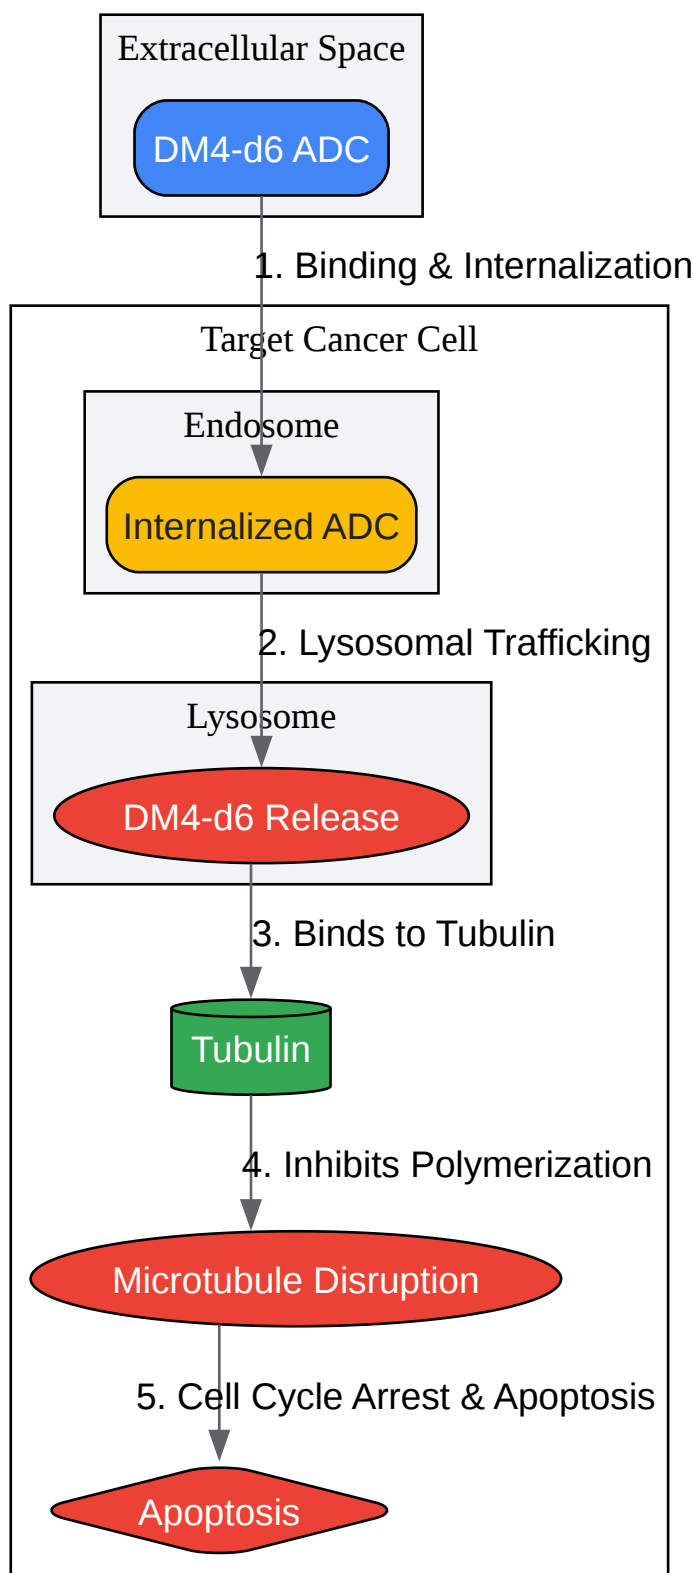 Extracellular Space
DM4-d6 ADC
1. Binding & Internalization
Target Cancer Cell
Endosome
Internalized ADC
2. Lysosomal Trafficking
Lysosome
DM4-d6 Release
3. Binds to Tubulin
Tubulin
4. Inhibits Polymerization
Microtubule Disruption
5. Cell Cycle Arrest & Apoptosis
Apoptosis